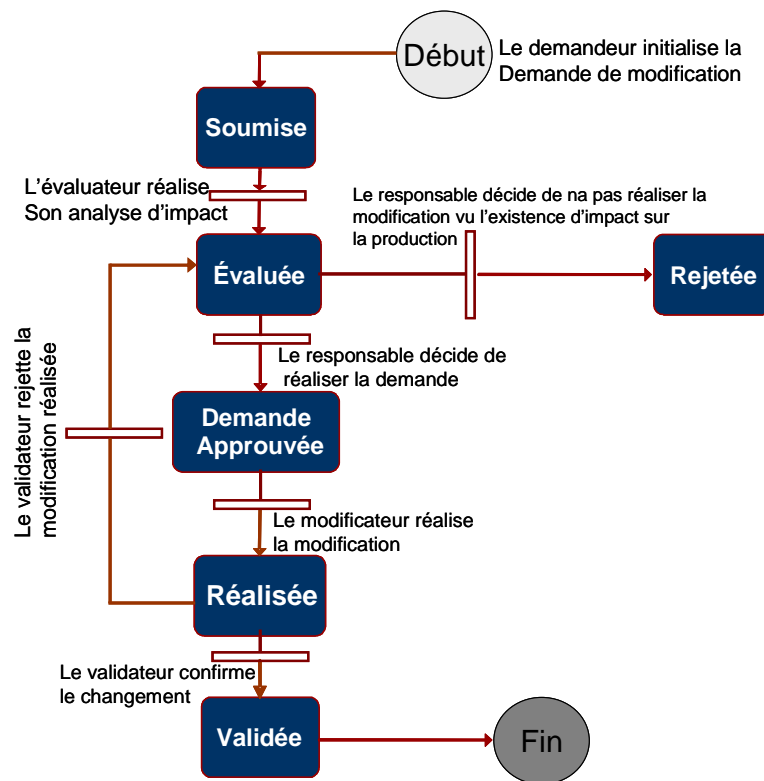 Début
Le demandeur initialise la
Demande de modification
Soumise
L’évaluateur réalise
Son analyse d’impact
Le responsable décide de na pas réaliser la
modification vu l’existence d’impact sur
la production
Évaluée
Rejetée
Le responsable décide de
réaliser la demande
Le validateur rejette la
modification réalisée
Demande
Approuvée
Le modificateur réalise
la modification
Réalisée
Le validateur confirme
le changement
Validée
Fin